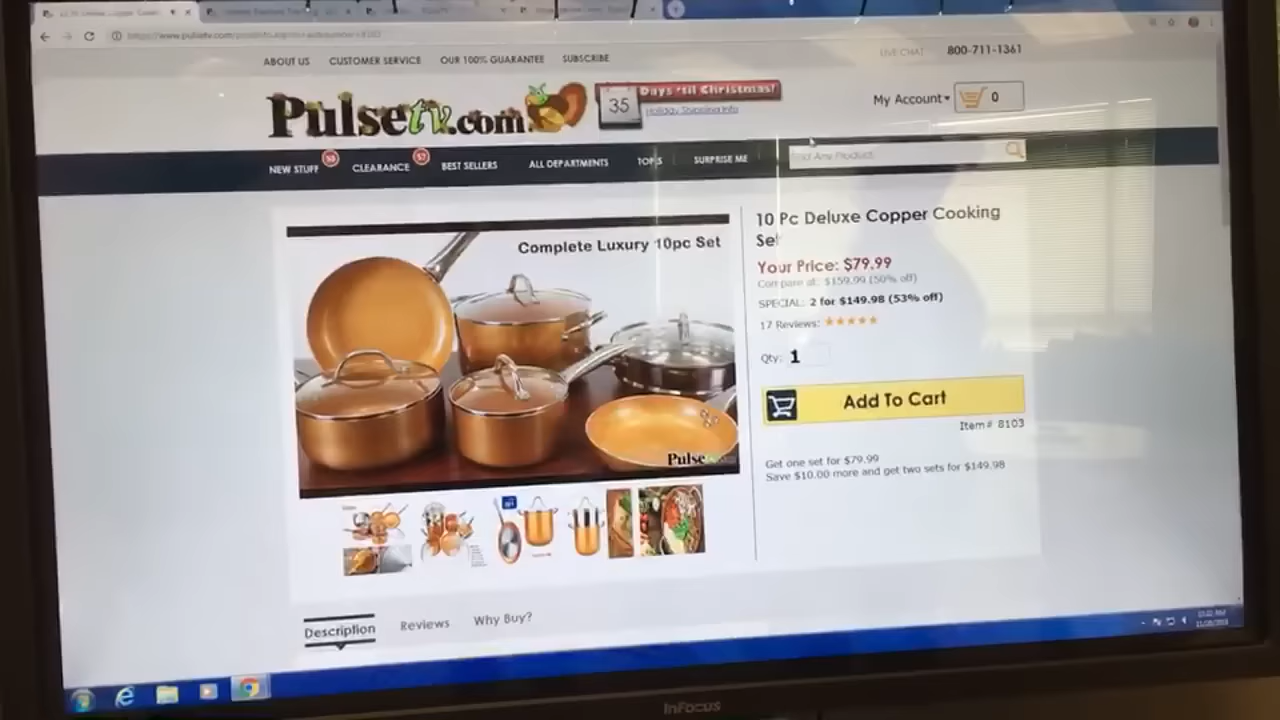 ABOUT US CUSTOMER SERVICE OUR 100% GUARANTEE SUBSCRIBE
LIVE CHAT 800-711-1361
Pulsetv.com
35 Days 'til Christmas!
Holiday Shipping Info
My Account 0
NEW STUFF CLEARANCE BEST SELLERS ALL DEPARTMENTS SURPRISE ME
Find Any Product
Complete Luxury 10pc Set
Pulse
10 Pc Deluxe Copper Cooking
Set
Your Price: $79.99
Compare at: $159.99 (50% off)
SPECIAL: 2 for $149.98 (53% off)
17 Reviews:
Qty: 1
Add To Cart
Item# 8103
Get one set for $79.99
Save $10.00 more and get two sets for $149.98
Description Reviews Why Buy?
InFocus